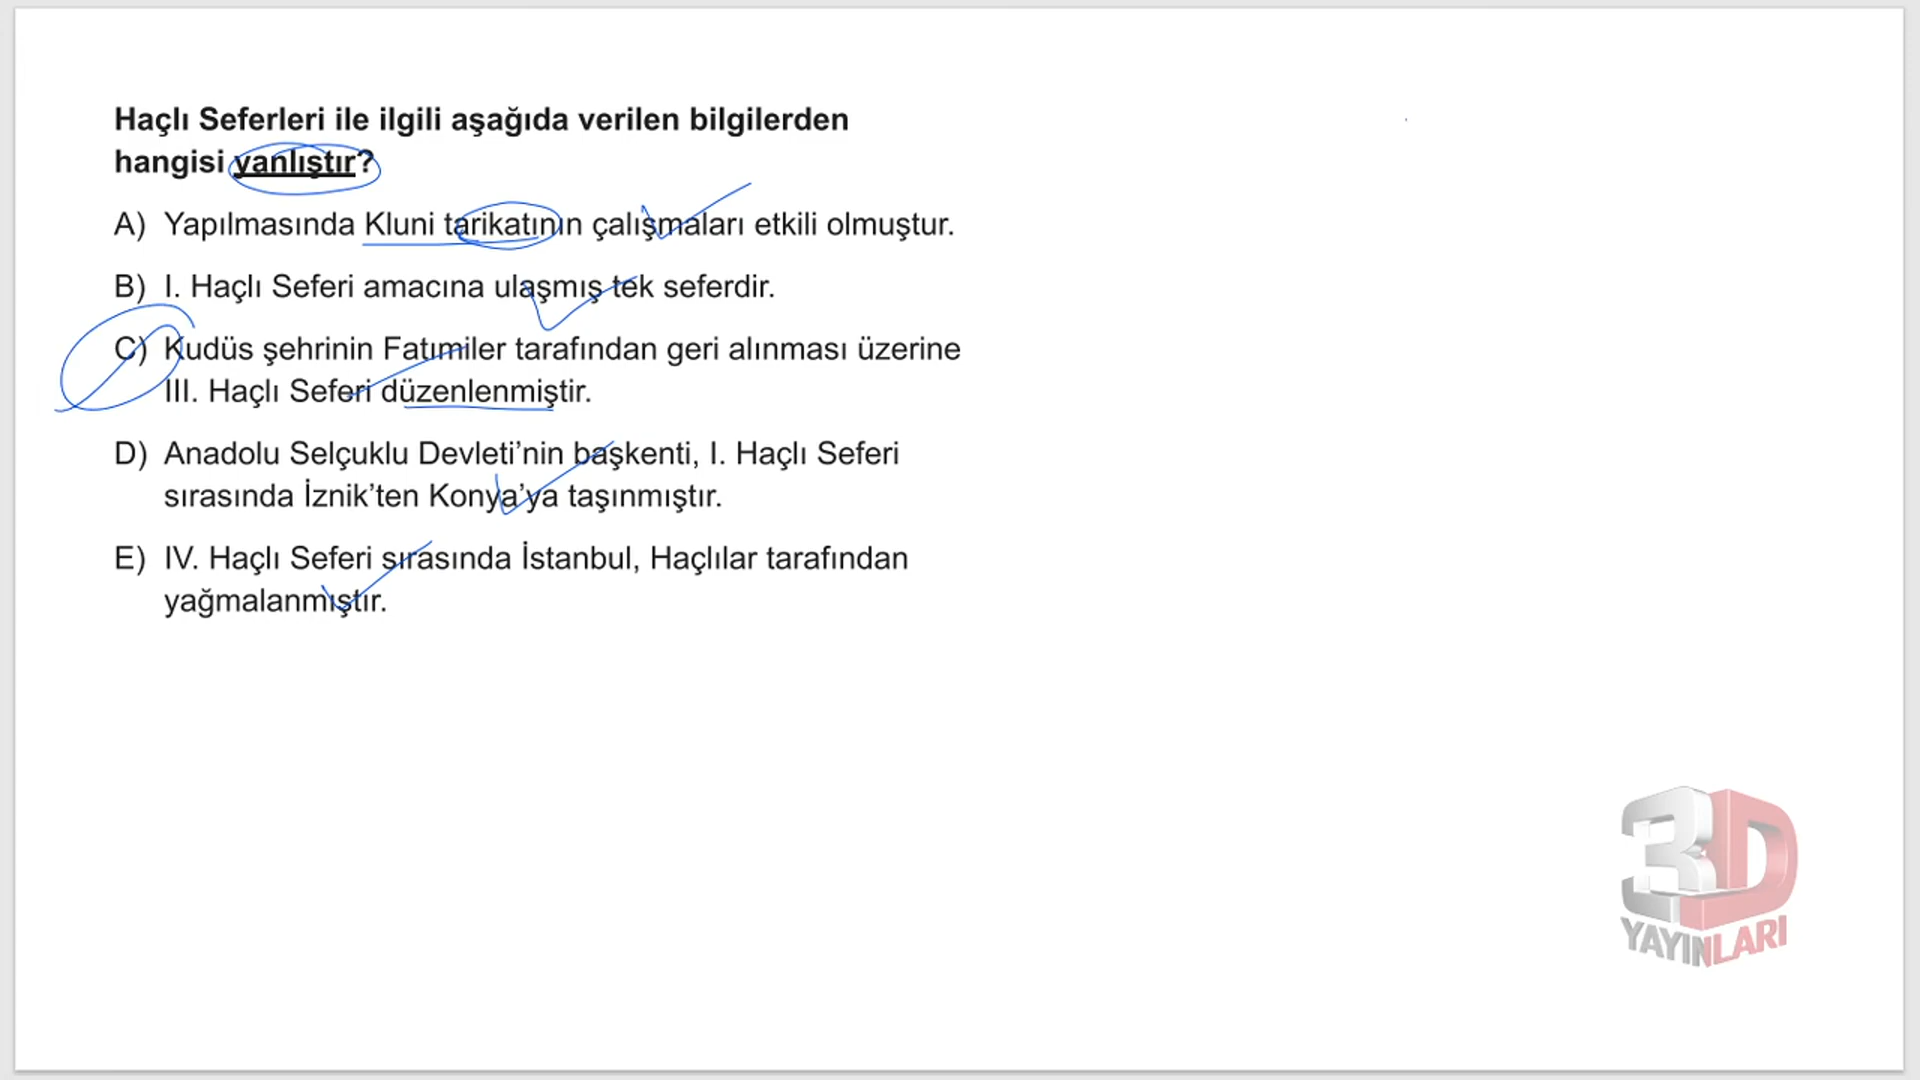 Haçlı Seferleri ile ilgili aşağıda verilen bilgilerden
hangisi yanlıştır?
A) Yapılmasında Kluni tarikatının çalışmaları etkili olmuştur.
B) I. Haçlı Seferi amacına ulaşmış tek seferdir.
C) Kudüs şehrinin Fatımiler tarafından geri alınması üzerine
III. Haçlı Seferi düzenlenmiştir.
D) Anadolu Selçuklu Devleti’nin başkenti, I. Haçlı Seferi
sırasında İznik’ten Konya’ya taşınmıştır.
E) IV. Haçlı Seferi sırasında İstanbul, Haçlılar tarafından
yağmalanmıştır.
3D
YAYINLARI